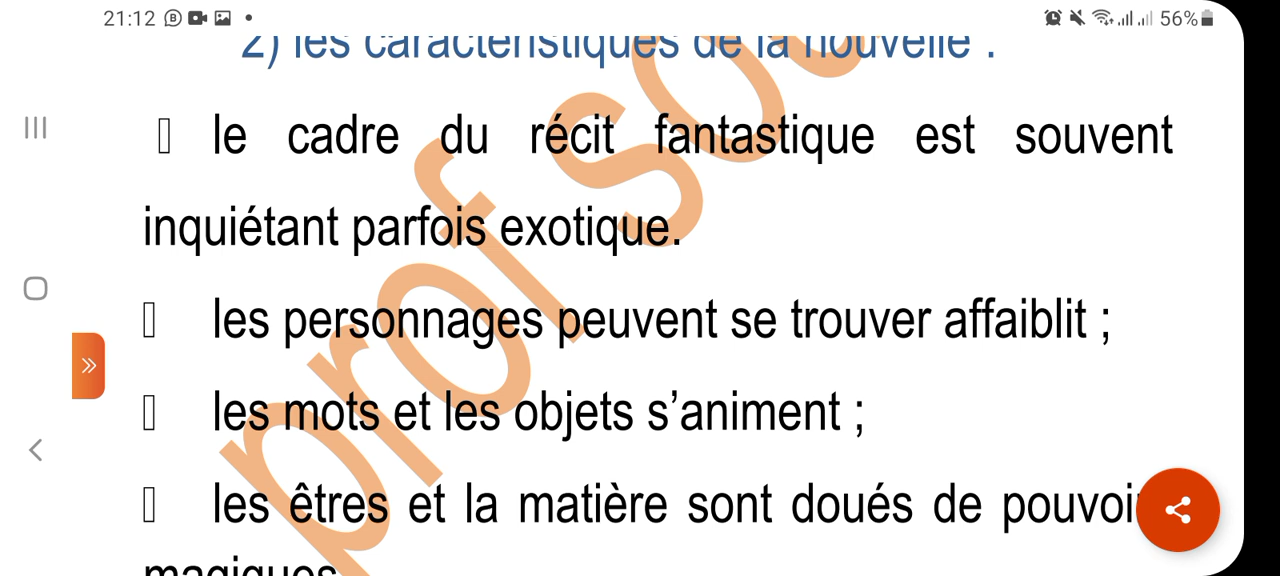 21:12
56%
2) les caractéristiques de la nouvelle :
le cadre du récit fantastique est souvent
inquiétant parfois exotique.
les personnages peuvent se trouver affaiblit ;
les mots et les objets s’animent ;
les êtres et la matière sont doués de pouvoi
magiques
prof